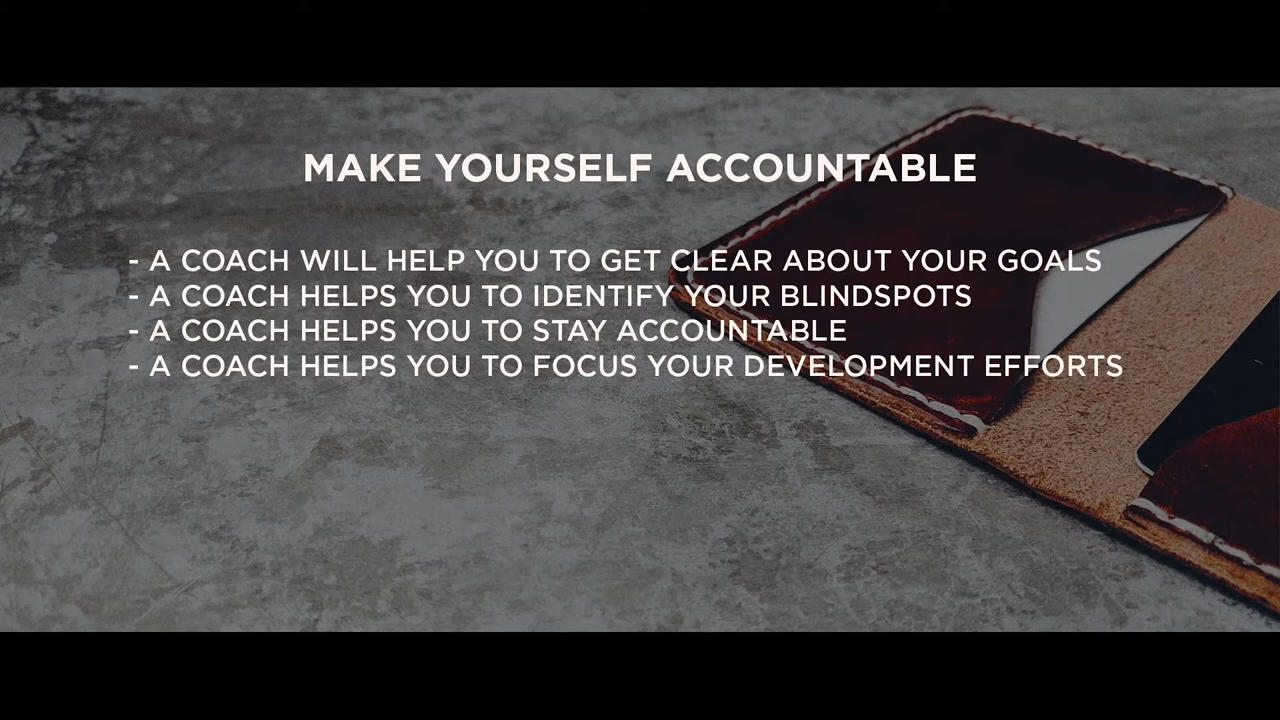 MAKE YOURSELF ACCOUNTABLE
- A COACH WILL HELP YOU TO GET CLEAR ABOUT YOUR GOALS
- A COACH HELPS YOU TO IDENTIFY YOUR BLINDSPOTS
- A COACH HELPS YOU TO STAY ACCOUNTABLE
- A COACH HELPS YOU TO FOCUS YOUR DEVELOPMENT EFFORTS